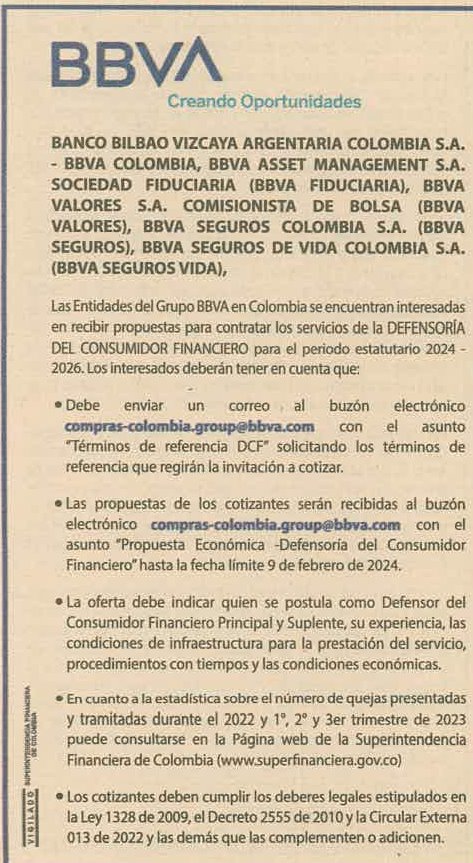 BBVA
Creando Oportunidades
BANCO BILBAO VIZCAYA ARGENTARIA COLOMBIA S.A.
- BBVA COLOMBIA, BBVA ASSET MANAGEMENT S.A.
SOCIEDAD FIDUCIARIA (BBVA FIDUCIARIA), BBVA
VALORES S.A. COMISIONISTA DE BOLSA (BBVA
VALORES), BBVA SEGUROS COLOMBIA S.A. (BBVA
SEGUROS), BBVA SEGUROS DE VIDA COLOMBIA S.A.
(BBVA SEGUROS VIDA),
Las Entidades del Grupo BBVA en Colombia se encuentran interesadas
en recibir propuestas para contratar los servicios de la DEFENSORÍA
DEL CONSUMIDOR FINANCIERO para el periodo estatutario 2024 -
2026. Los interesados deberán tener en cuenta que:
• Debe enviar un correo al buzón electrónico
compras-colombia.group@bbva.com con el asunto
"Términos de referencia DCF" solicitando los términos de
referencia que regirán la invitación a cotizar.
• Las propuestas de los cotizantes serán recibidas al buzón
electrónico compras-colombia.group@bbva.com con el
asunto "Propuesta Económica -Defensoría del Consumidor
Financiero" hasta la fecha límite 9 de febrero de 2024.
• La oferta debe indicar quien se postula como Defensor del
Consumidor Financiero Principal y Suplente, su experiencia, las
condiciones de infraestructura para la prestación del servicio,
procedimientos con tiempos y las condiciones económicas.
• En cuanto a la estadística sobre el número de quejas presentadas
y tramitadas durante el 2022 y 1°, 2° y 3er trimestre de 2023
puede consultarse en la Página web de la Superintendencia
Financiera de Colombia (www.superfinanciera.gov.co)
• Los cotizantes deben cumplir los deberes legales estipulados en
la Ley 1328 de 2009, el Decreto 2555 de 2010 y la Circular Externa
013 de 2022 y las demás que las complementen o adicionen.
VIGILADO
SUPERINTENDENCIA FINANCIERA
DE COLOMBIA